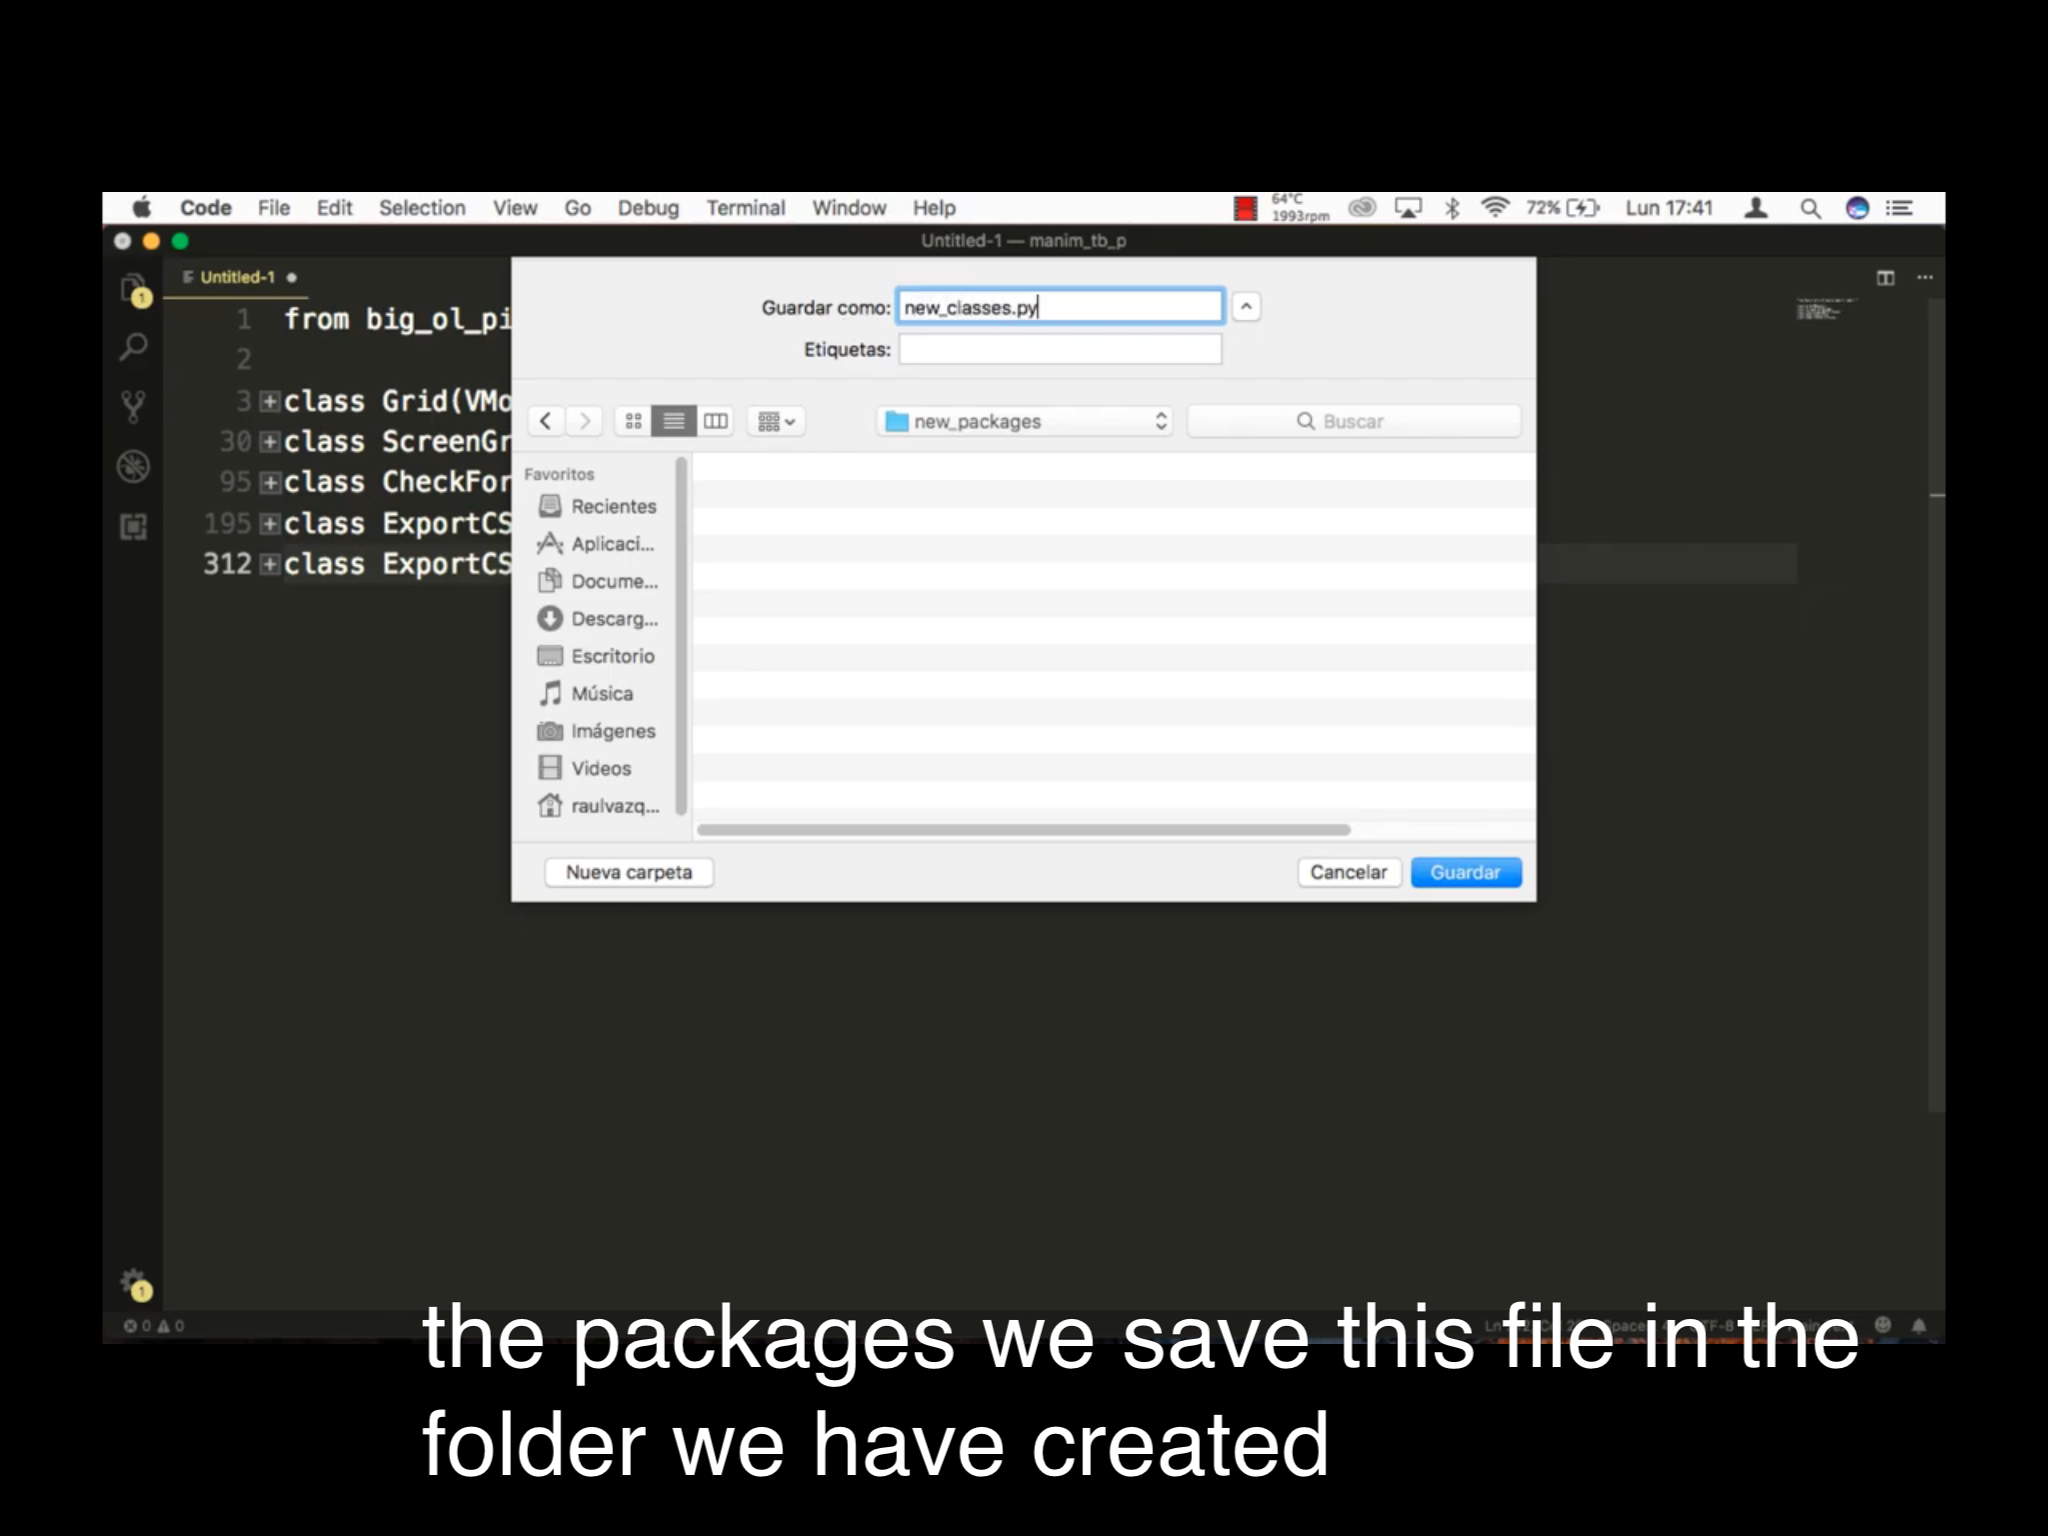 Code File Edit Selection View Go Debug Terminal Window Help 64°C 1993rpm 72% Lun 17:41
Untitled-1 — manim_tb_p
Untitled-1
1 from big_ol_pi
2
3 class Grid(VMo
30 class ScreenGr
95 class CheckFor
195 class ExportCS
312 class ExportCS
Guardar como: new_classes.py
Etiquetas:
new_packages Buscar
Favoritos
Recientes
Aplicaci...
Docume...
Descarg...
Escritorio
Música
Imágenes
Videos
raulvazq...
Nueva carpeta Cancelar Guardar
1
1
0 0
the packages we save this file in the
folder we have created